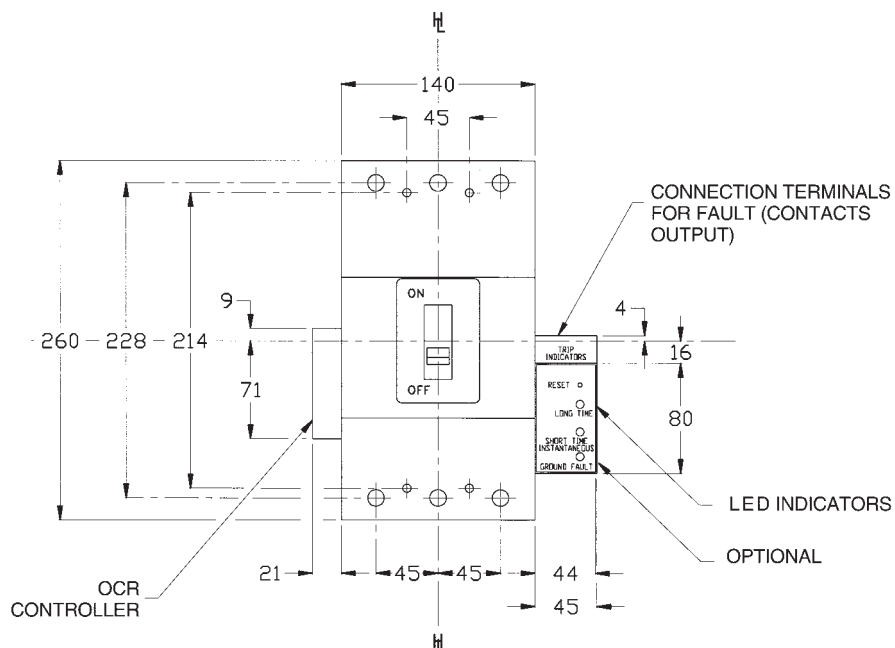 HL
140
45
CONNECTION TERMINALS
FOR FAULT (CONTACTS
OUTPUT)
ON
9
4
260
228
214
TRIP
INDICATORS
16
RESET
71
OFF
LONG TIME
80
SHORT TIME
INSTANTANEOUS
GROUND FAULT
LED INDICATORS
OPTIONAL
21
45
45
44
OCR
CONTROLLER
45